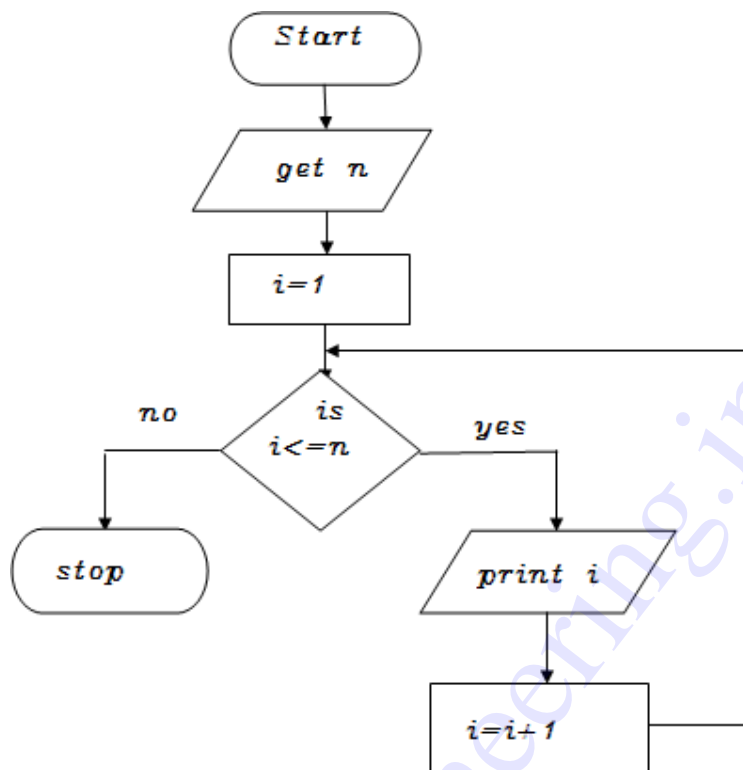 Start
get n
i=1
is
i<=n
no
yes
stop
print i
i=i+1